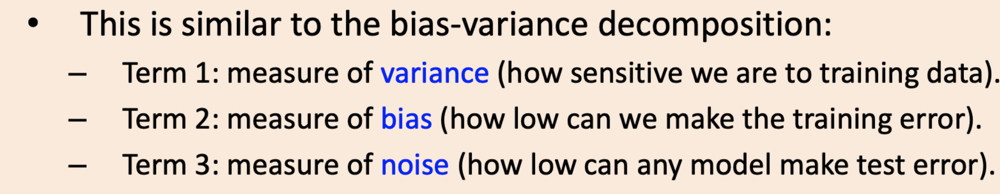 • This is similar to the bias-variance decomposition:
– Term 1: measure of variance (how sensitive we are to training data).
– Term 2: measure of bias (how low can we make the training error).
– Term 3: measure of noise (how low can any model make test error).